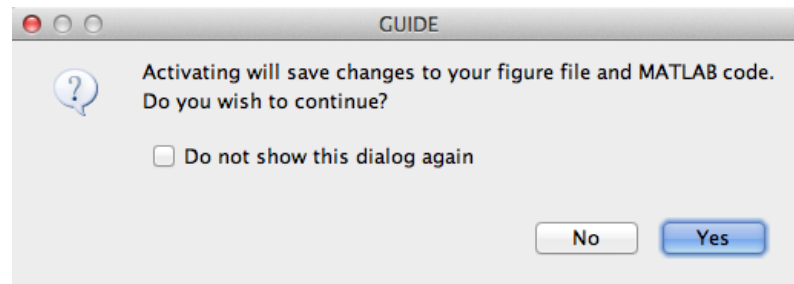 GUIDE
Activating will save changes to your figure file and MATLAB code.
Do you wish to continue?
Do not show this dialog again
No Yes